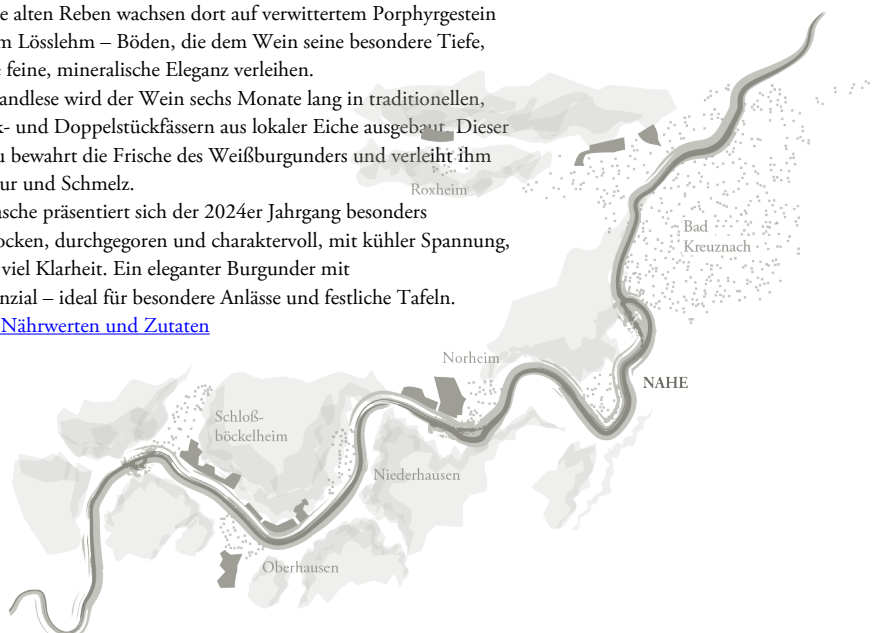 e alten Reben wachsen dort auf verwittertem Porphyrgestein
m Lösslehm – Böden, die dem Wein seine besondere Tiefe,
feine, mineralische Eleganz verleihen.
andlese wird der Wein sechs Monate lang in traditionellen,
k- und Doppelstückfässern aus lokaler Eiche ausgebaut. Dieser
u bewahrt die Frische des Weißburgunders und verleiht ihm
ur und Schmelz.
asche präsentiert sich der 2024er Jahrgang besonders
ocken, durchgegoren und charaktervoll, mit kühler Spannung,
viel Klarheit. Ein eleganter Burgunder mit
nzial – ideal für besondere Anlässe und festliche Tafeln.
Nährwerten und Zutaten
Roxheim
Bad
Kreuznach
Norheim
NAHE
Schloß-
böckelheim
Niederhausen
Oberhausen